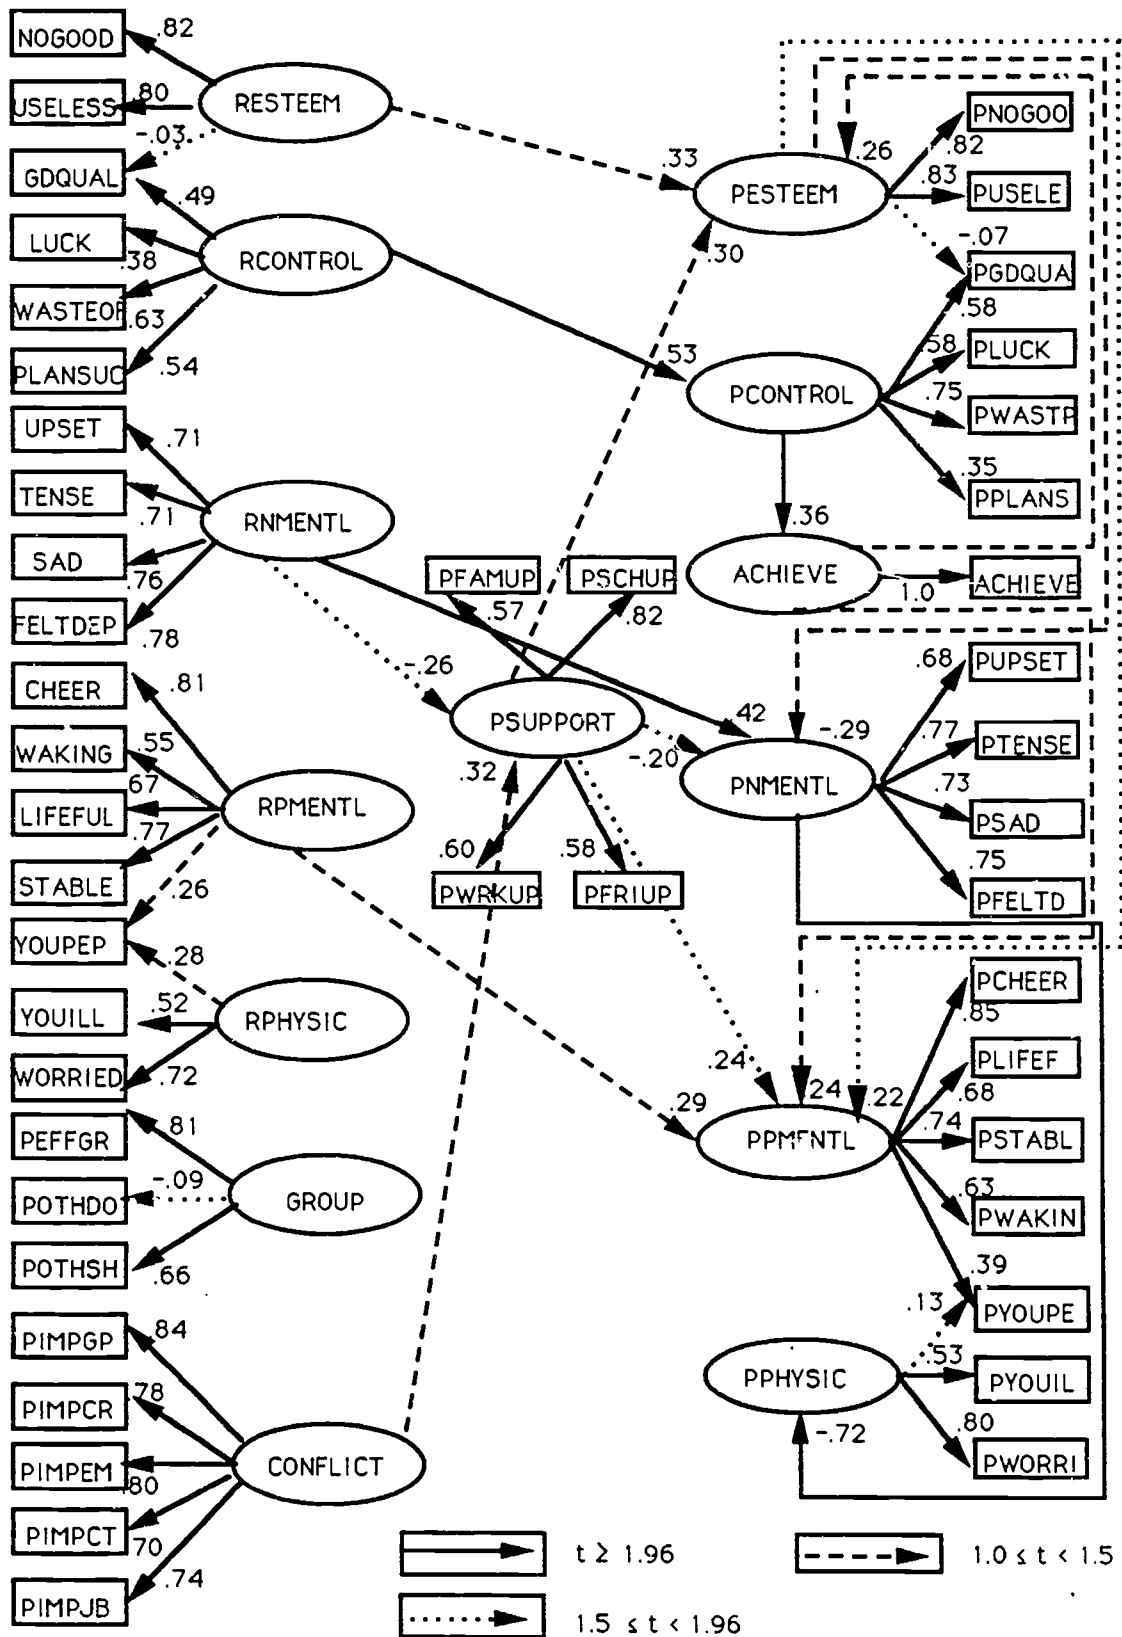 NOGOOD
.82
USELESS
.80
RESTEEM
-.03
GDQUAL
.49
LUCK
.38
RCONTROL
WASTEOF
.63
PLANSUC
.54
UPSET
.71
TENSE
.71
RNMENTL
SAD
.76
FELTDEP
.78
CHEER
.81
WAKING
.55
LIFEFUL
.67
RPMENTL
STABLE
.77
.26
YOUPEP
.28
YOUILL
.52
RPHYSIC
WORRIED
.72
PEFFGR
.81
POTHDO
-.09
GROUP
POTHSH
.66
PIMPGP
.84
PIMPCR
.78
PIMPEM
.80
CONFLICT
PIMPCT
.70
PIMPJB
.74
PFAMUP
.57
PSCHUP
.82
-.26
PSUPPORT
.32
-.20
.60
PWRKUP
.58
PFRIUP
.33
PESTEEM
.26
.30
PNOGOO
.82
PUSELE
.83
-.07
PGDQUA
.58
.53
PCONTROL
PLUCK
.58
PWASTP
.75
PPLANS
.35
.36
ACHIEVE
1.0
ACHIEVE
.42
-.29
PNMENTL
PUPSET
.68
PTENSE
.77
PSAD
.73
PFELTD
.75
.24
.24
.22
.29
PPMENTL
PCHEER
.85
PLIFEF
.68
PSTABL
.74
PWAKIN
.63
.39
PYOUPE
.13
PPHYSIC
-.72
PYOUIL
.53
PWORRI
.80
t ≥ 1.96
1.0 ≤ t < 1.5
1.5 ≤ t < 1.96